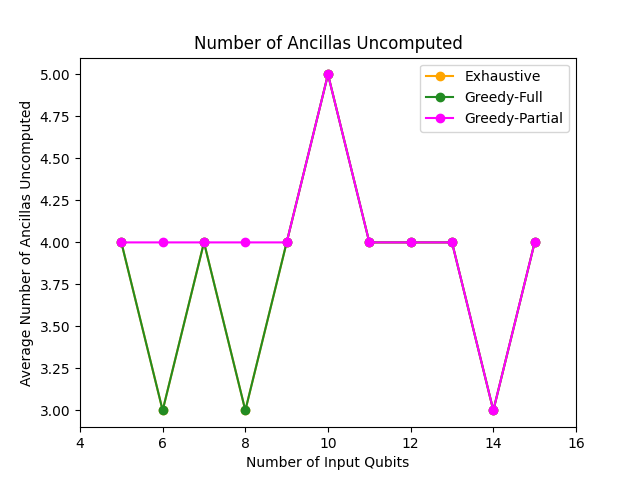 Number of Ancillas Uncomputed
Exhaustive
Greedy-Full
Greedy-Partial
Average Number of Ancillas Uncomputed
5.00
4.75
4.50
4.25
4.00
3.75
3.50
3.25
3.00
4 6 8 10 12 14 16
Number of Input Qubits